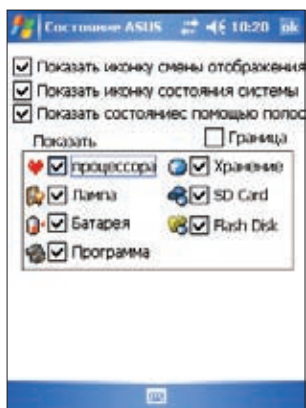 Состояние ASUS 10:20 ok
Показать иконку смены отображения
Показать иконку состояния системы
Показать состояниес помощью полос
Показать Граница
процессора Хранение
Лампа SD Card
Батарея Flash Disk
Программа